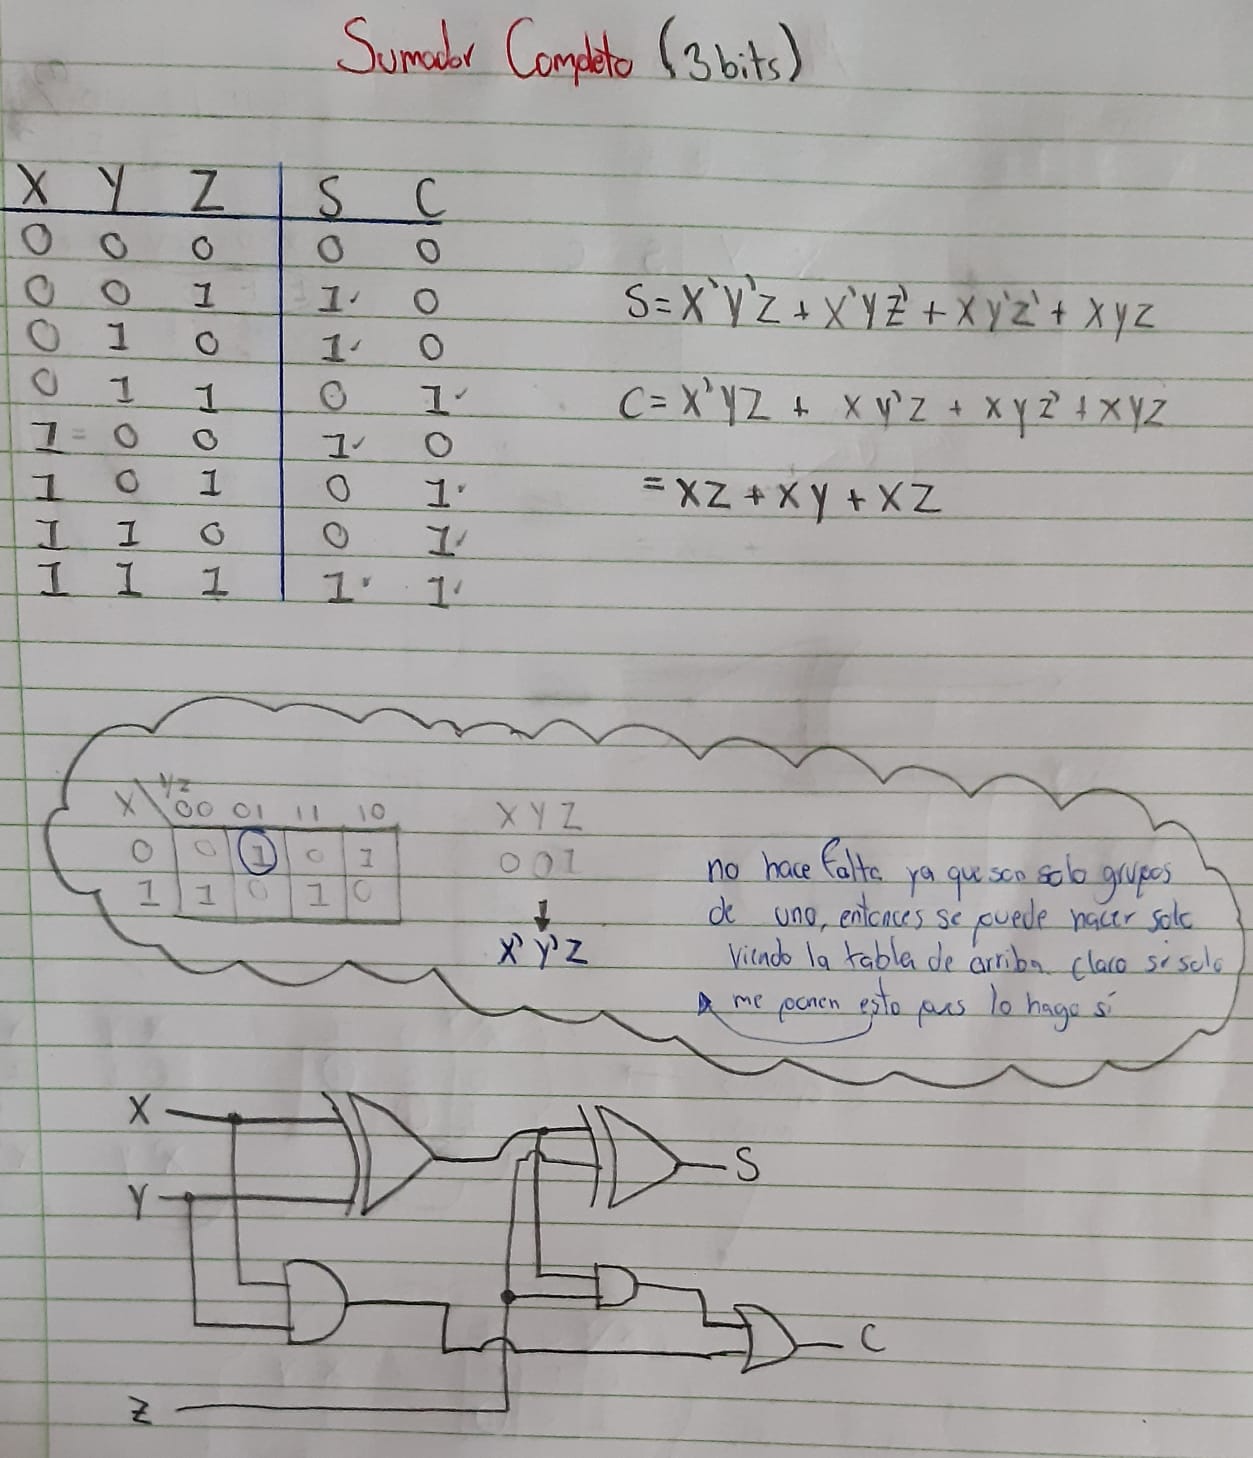 Sumador Completo (3 bits)
X Y Z S C
0 0 0 0 0
0 0 1 1 0
0 1 0 1 0
0 1 1 0 1
1 0 0 1 0
1 0 1 0 1
1 1 0 0 1
1 1 1 1 1
S = X'Y'Z + X'YZ' + XY'Z' + XYZ
C = X'YZ + XY'Z + XYZ' + XYZ
= XZ + XY + XZ
X \ YZ 00 01 11 10
0 0 1 0 1
1 1 0 1 0
X Y Z
0 0 1
↓
X' Y' Z
no hace falta ya que son solo grupos
de uno, entonces se puede hacer solo
viendo la tabla de arriba. claro si solo
me ponen esto pues lo hago sí
X
Y
Z
S
C